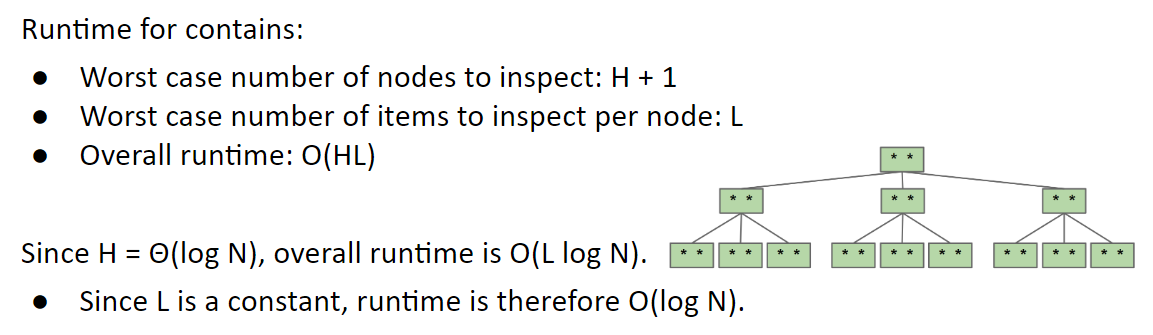 Runtime for contains:
● Worst case number of nodes to inspect: H + 1
● Worst case number of items to inspect per node: L
● Overall runtime: O(HL)
* *
* * * * * *
Since H = Θ(log N), overall runtime is O(L log N).
* * * * * * * * * * * * * * * * * *
● Since L is a constant, runtime is therefore O(log N).